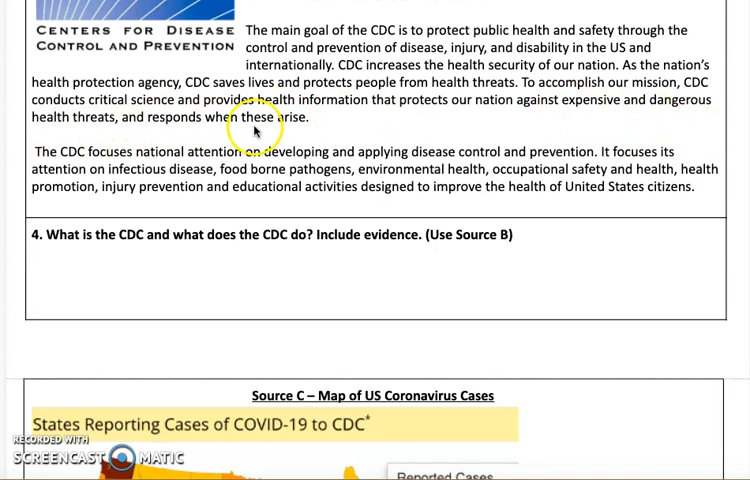 CENTERS FOR DISEASE
CONTROL AND PREVENTION
The main goal of the CDC is to protect public health and safety through the
control and prevention of disease, injury, and disability in the US and
internationally. CDC increases the health security of our nation. As the nation's
health protection agency, CDC saves lives and protects people from health threats. To accomplish our mission, CDC
conducts critical science and provides health information that protects our nation against expensive and dangerous
health threats, and responds when these arise.
The CDC focuses national attention on developing and applying disease control and prevention. It focuses its
attention on infectious disease, food borne pathogens, environmental health, occupational safety and health, health
promotion, injury prevention and educational activities designed to improve the health of United States citizens.
4. What is the CDC and what does the CDC do? Include evidence. (Use Source B)
Source C – Map of US Coronavirus Cases
States Reporting Cases of COVID-19 to CDC*
RECORDED WITH
SCREENCAST MATIC
Reported Cases